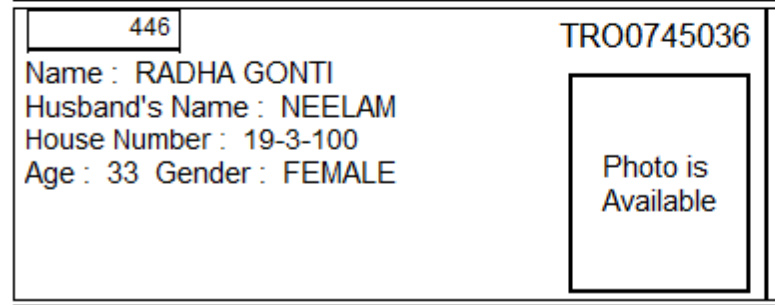 446
TRO0745036
Name : RADHA GONTI
Husband's Name : NEELAM
House Number : 19-3-100
Age : 33 Gender : FEMALE
Photo is
Available